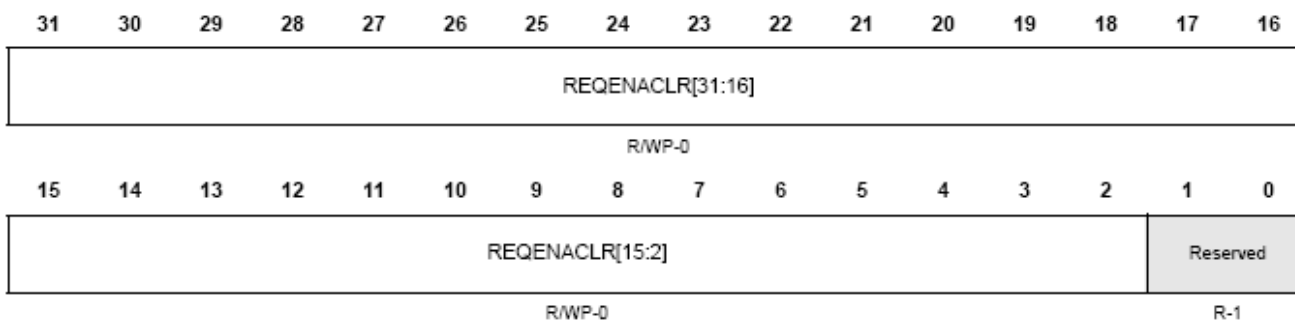 31 30 29 28 27 26 25 24 23 22 21 20 19 18 17 16
REQENACLR[31:16]
R/WP-0
15 14 13 12 11 10 9 8 7 6 5 4 3 2 1 0
REQENACLR[15:2] Reserved
R/WP-0 R-1